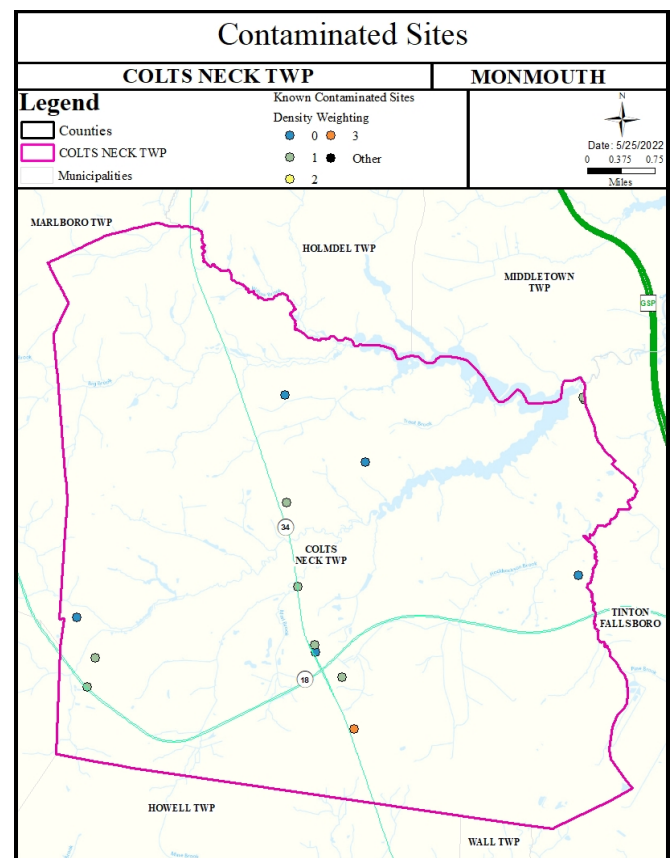 Contaminated Sites
COLTS NECK TWP
MONMOUTH
Legend
Counties
COLTS NECK TWP
Municipalities
Known Contaminated Sites
Density Weighting
0 3
1 Other
2
N
Date: 5/25/2022
0 0.375 0.75
Miles
MARLBORO TWP
HOLMDEL TWP
MIDDLETOWN
TWP
GSP
34
COLTS
NECK TWP
TINTON
FALLSBORO
18
HOWELL TWP
WALL TWP